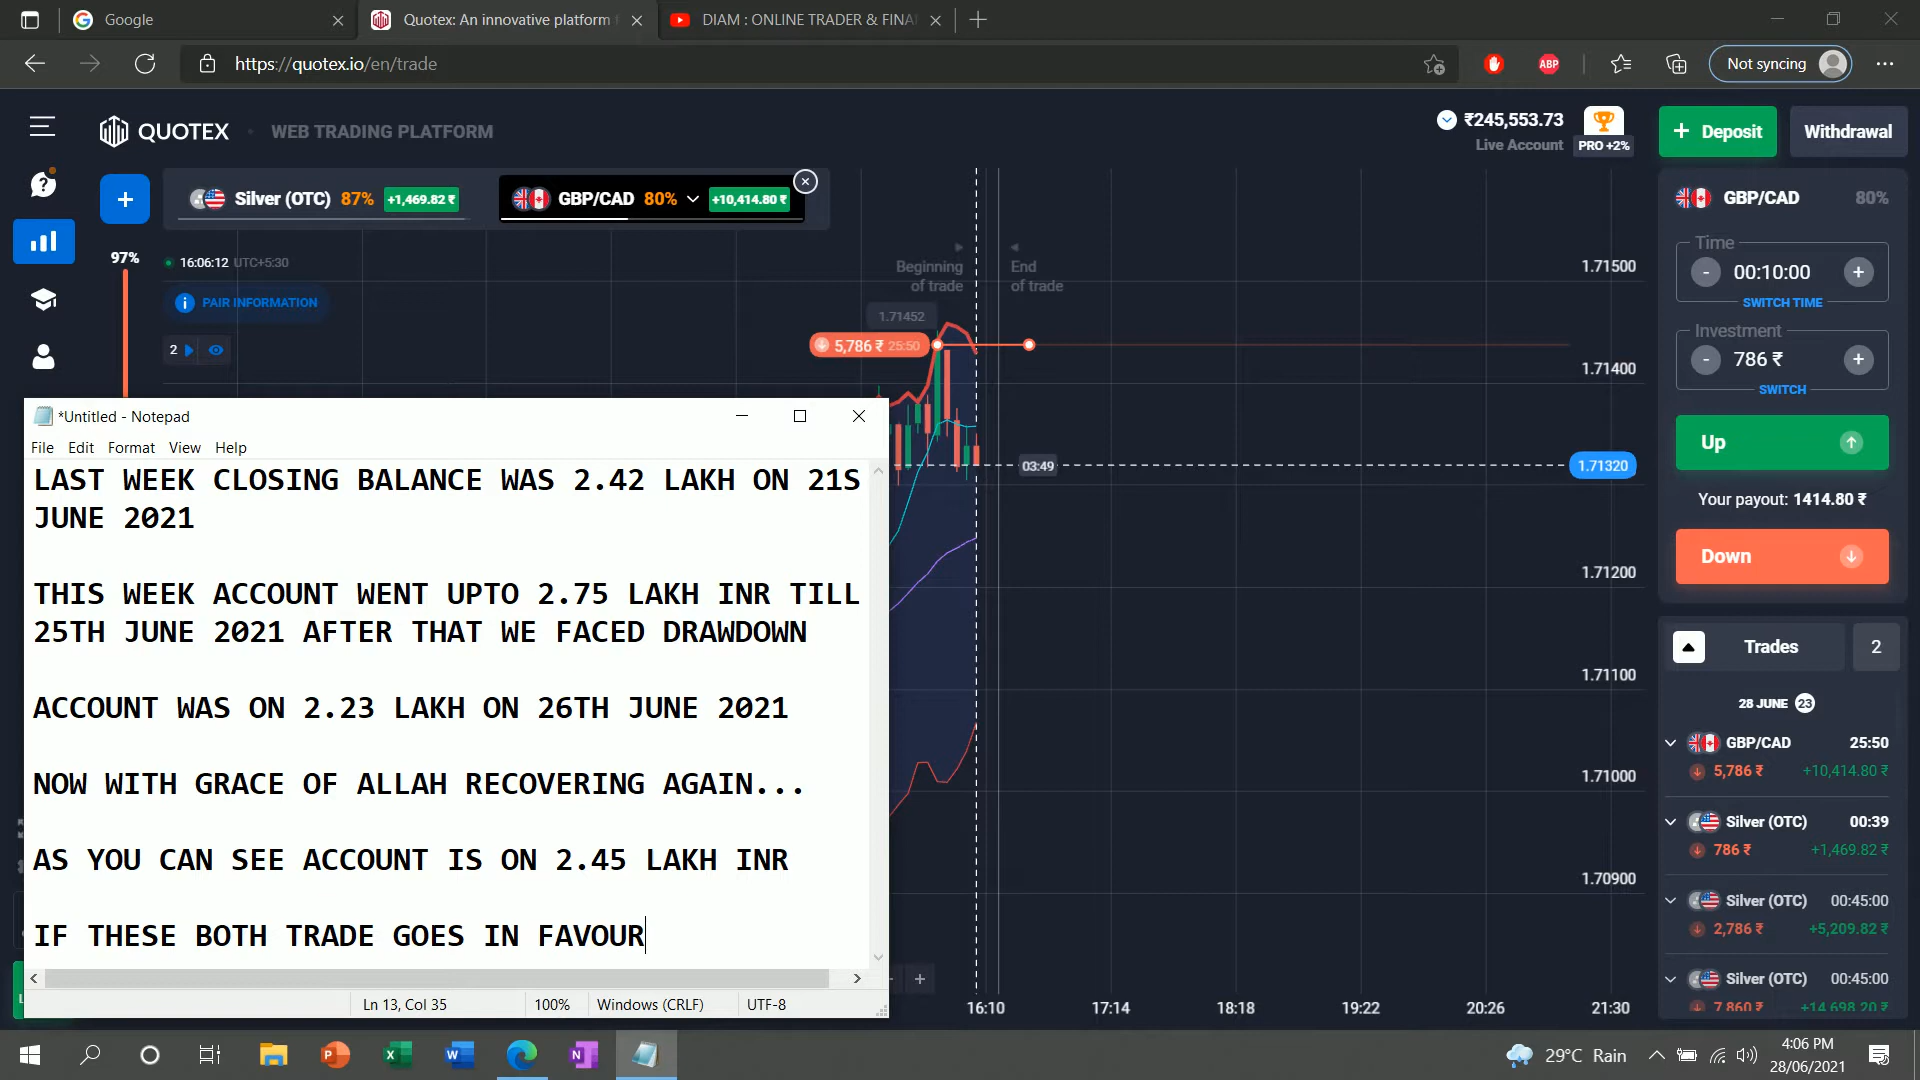 Google
Quotex: An innovative platform
DIAM : ONLINE TRADER & FINA
https://quotex.io/en/trade
ABP
Not syncing
QUOTEX
WEB TRADING PLATFORM
₹245,553.73
Live Account
PRO +2%
+ Deposit
Withdrawal
Silver (OTC) 87% +1,469.82 ₹
GBP/CAD 80% +10,414.80 ₹
97%
16:06:12 UTC+5:30
PAIR INFORMATION
2
Beginning
of trade
End
of trade
1.71452
5,786 ₹ 25:50
03:49
1.71500
1.71400
1.71320
1.71200
1.71100
1.71000
1.70900
16:10
17:14
18:18
19:22
20:26
21:30
GBP/CAD 80%
Time
- 00:10:00 +
SWITCH TIME
Investment
- 786 ₹ +
SWITCH
Up
Your payout: 1414.80 ₹
Down
Trades 2
28 JUNE 23
GBP/CAD 25:50
5,786 ₹ +10,414.80 ₹
Silver (OTC) 00:39
786 ₹ +1,469.82 ₹
Silver (OTC) 00:45:00
2,786 ₹ +5,209.82 ₹
Silver (OTC) 00:45:00
7,860 ₹ +14,698.20 ₹
*Untitled - Notepad
File Edit Format View Help
LAST WEEK CLOSING BALANCE WAS 2.42 LAKH ON 21S
JUNE 2021
THIS WEEK ACCOUNT WENT UPTO 2.75 LAKH INR TILL
25TH JUNE 2021 AFTER THAT WE FACED DRAWDOWN
ACCOUNT WAS ON 2.23 LAKH ON 26TH JUNE 2021
NOW WITH GRACE OF ALLAH RECOVERING AGAIN...
AS YOU CAN SEE ACCOUNT IS ON 2.45 LAKH INR
IF THESE BOTH TRADE GOES IN FAVOUR
Ln 13, Col 35
100%
Windows (CRLF)
UTF-8
29°C Rain
4:06 PM
28/06/2021